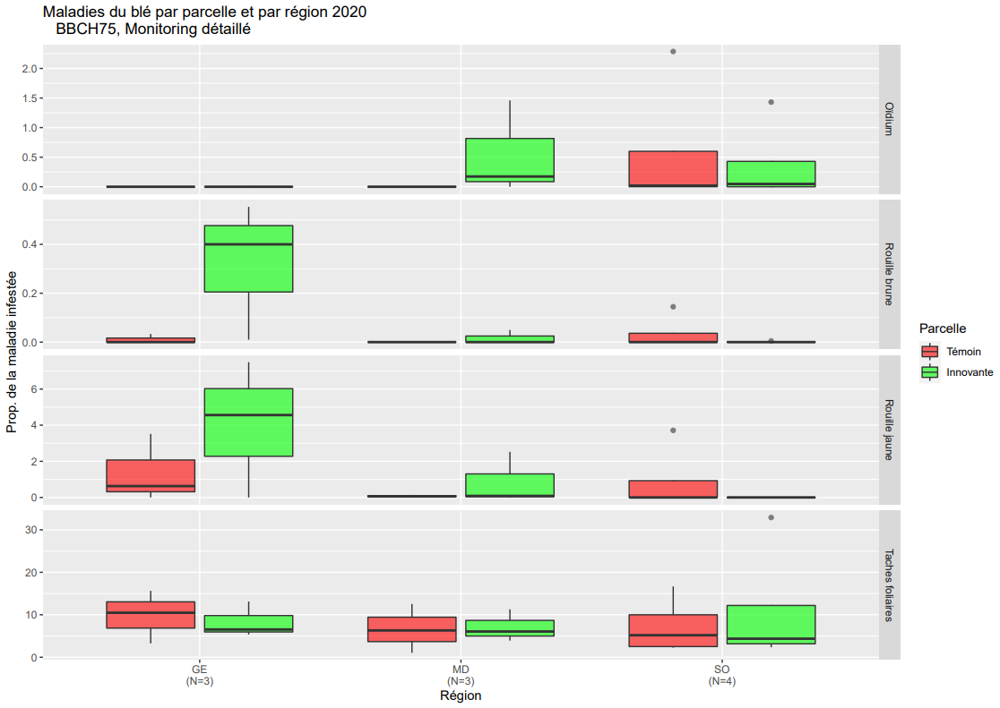 Maladies du blé par parcelle et par région 2020
BBCH75, Monitoring détaillé
Prop. de la maladie infestée
2.0
1.5
1.0
0.5
0.0
Oïdium
0.4
0.2
0.0
Rouille brune
6
4
2
0
Rouille jaune
30
20
10
0
Taches foliaires
GE
(N=3)
MD
(N=3)
SO
(N=4)
Région
Parcelle
Témoin
Innovante